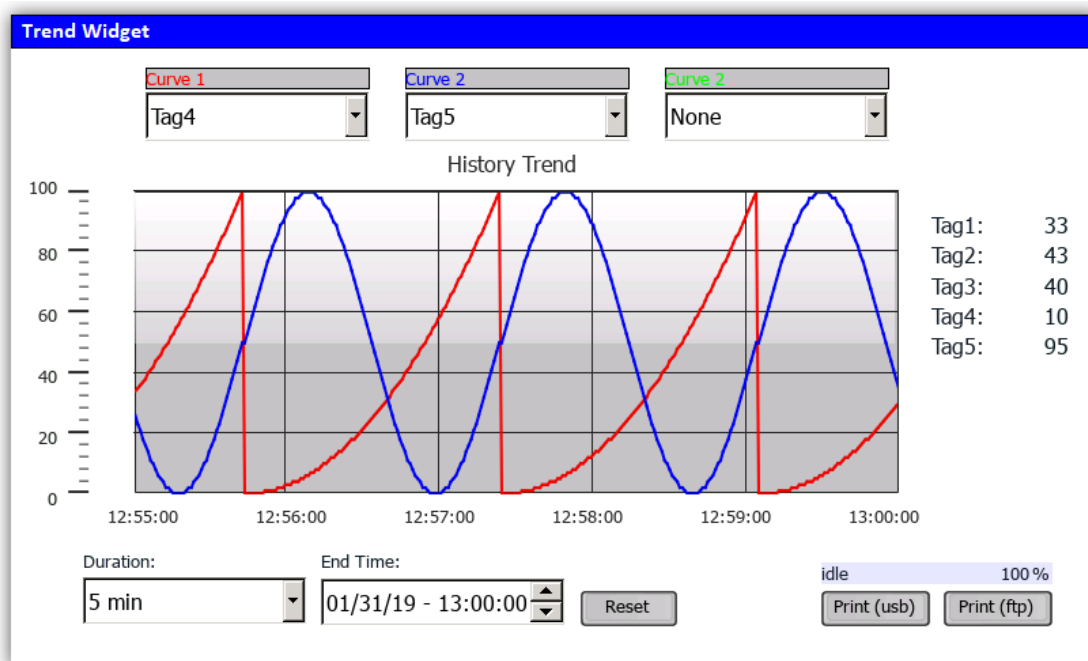 Trend Widget
Curve 1 Curve 2 Curve 2
Tag4 Tag5 None
History Trend
100
80
60
40
20
0
12:55:00 12:56:00 12:57:00 12:58:00 12:59:00 13:00:00
Tag1: 33
Tag2: 43
Tag3: 40
Tag4: 10
Tag5: 95
Duration: End Time:
5 min 01/31/19 - 13:00:00 Reset
idle 100 %
Print (usb) Print (ftp)